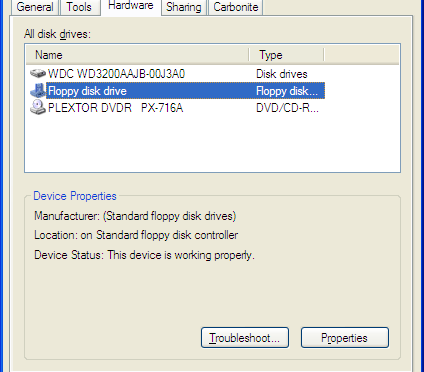 General Tools Hardware Sharing Carbonite
All disk drives:
Name Type
WDC WD3200AAJB-00J3A0 Disk drives
Floppy disk drive Floppy disk...
PLEXTOR DVDR PX-716A DVD/CD-R...
Device Properties
Manufacturer: (Standard floppy disk drives)
Location: on Standard floppy disk controller
Device Status: This device is working properly.
Troubleshoot... Properties